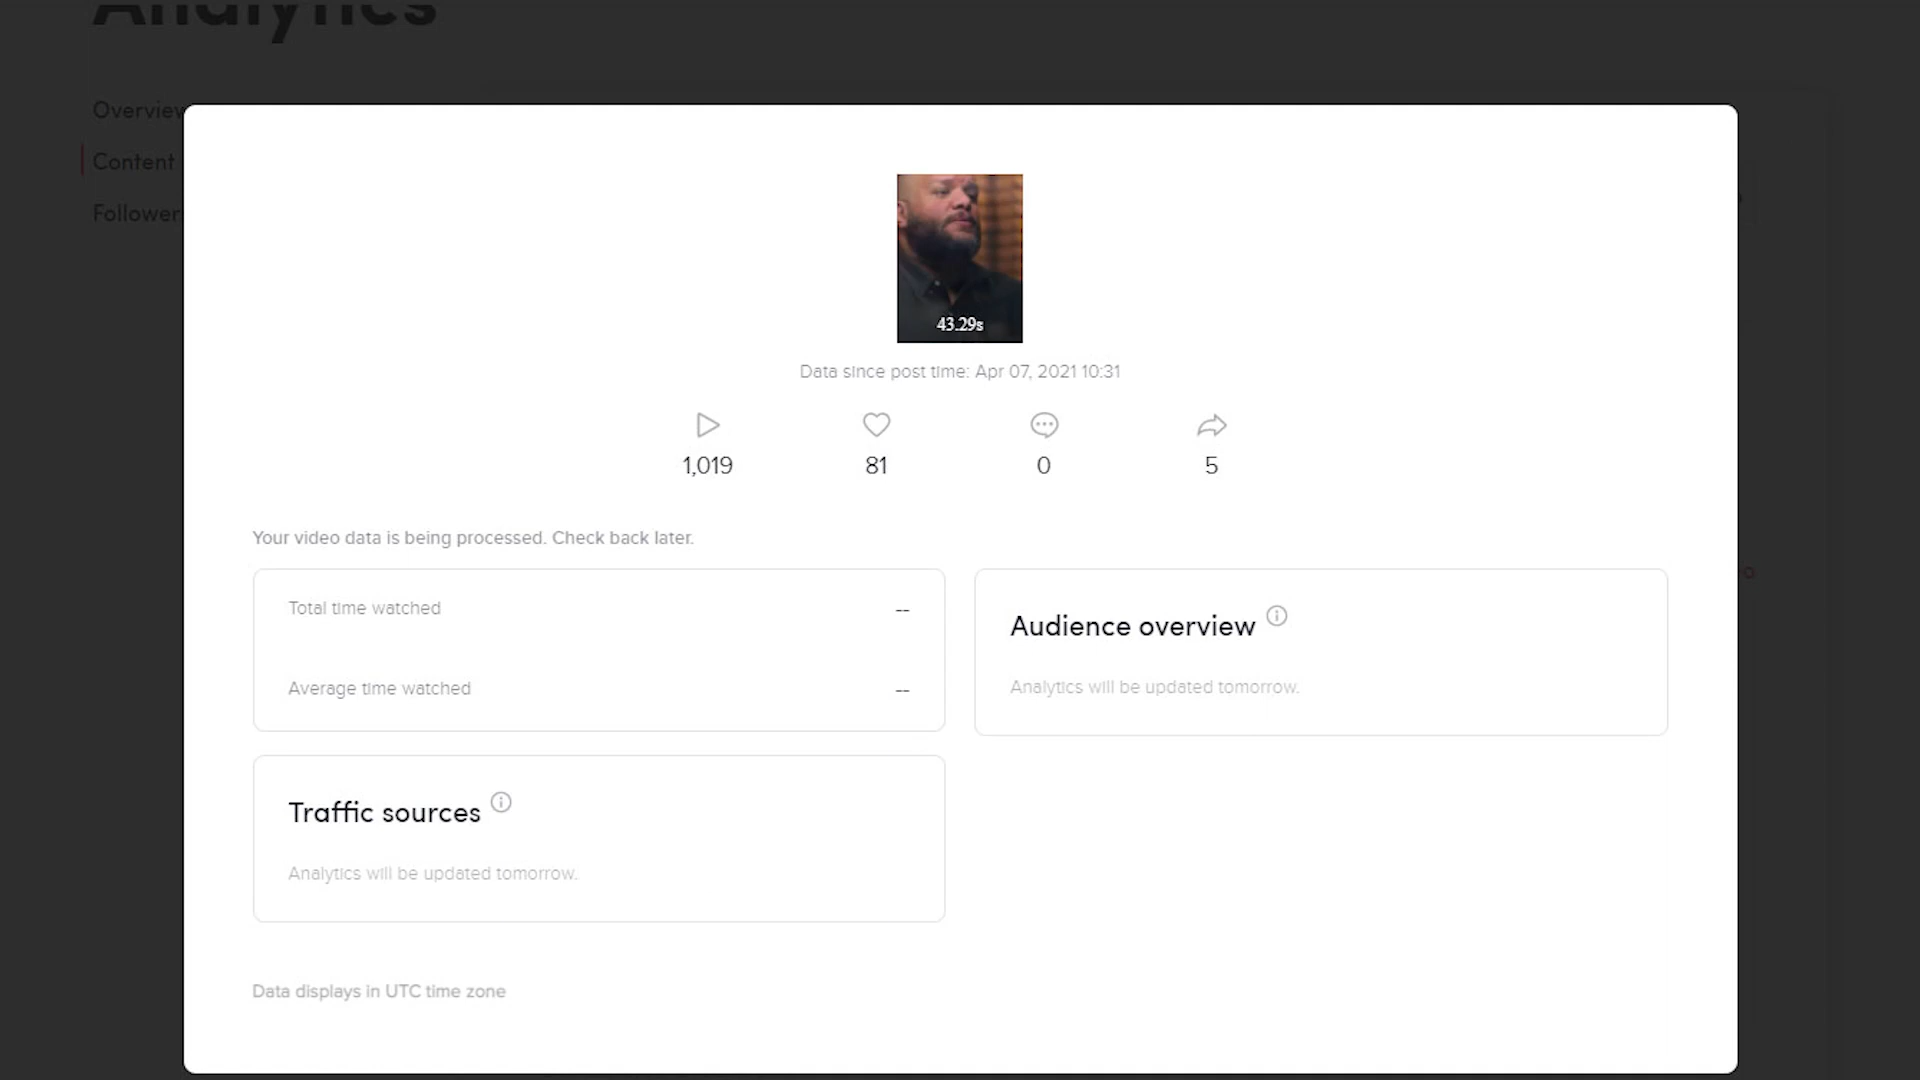 Analytics
Overview
Content
Follower
43.29s
Data since post time: Apr 07, 2021 10:31
1,019 81 0 5
Your video data is being processed. Check back later.
Total time watched --
Average time watched --
Audience overview
Analytics will be updated tomorrow.
Traffic sources
Analytics will be updated tomorrow.
Data displays in UTC time zone